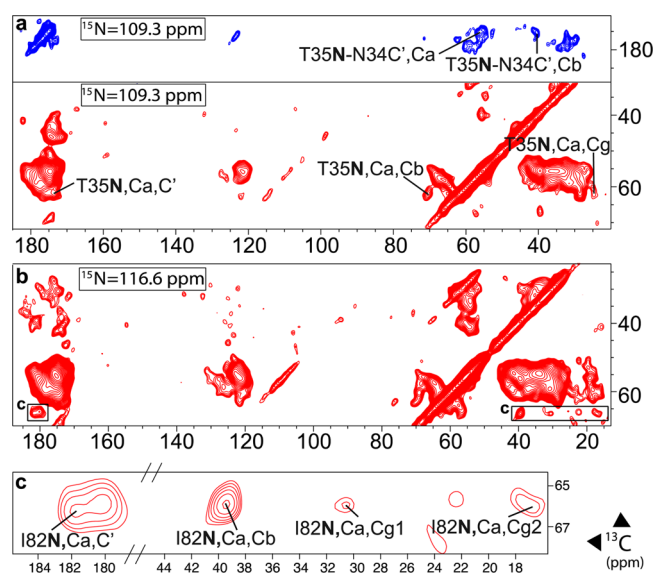 a
¹⁵N=109.3 ppm
T35N-N34C',Ca
T35N-N34C',Cb
180
¹⁵N=109.3 ppm
40
T35N,Ca,Cg
T35N,Ca,Cb
T35N,Ca,C'
60
180 160 140 120 100 80 60 40
b
¹⁵N=116.6 ppm
40
60
c c
180 160 140 120 100 80 60 40 20
c
65
I82N,Ca,C'
I82N,Ca,Cb
I82N,Ca,Cg1
I82N,Ca,Cg2
67
¹³C
(ppm)
184 182 180 44 42 40 38 36 34 32 30 28 26 24 22 20 18